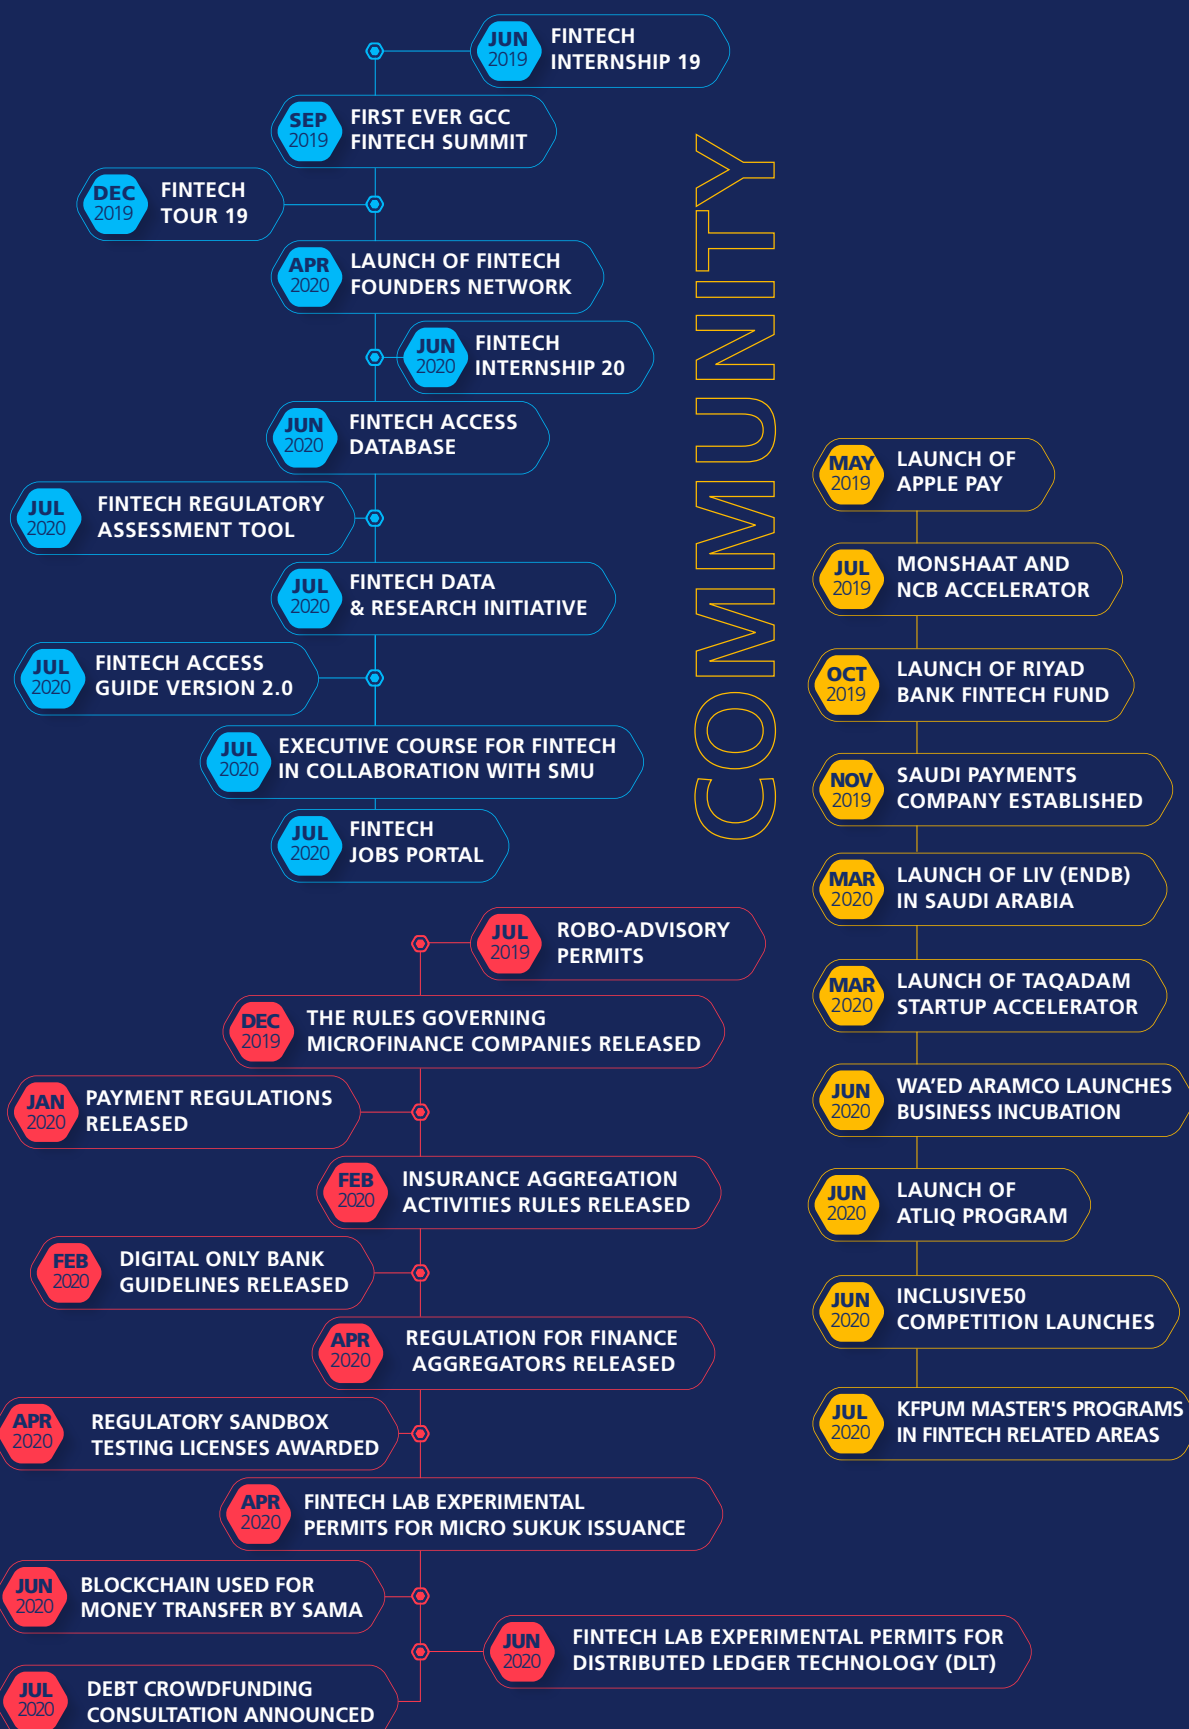 JUN
2019
FINTECH
INTERNSHIP 19
SEP
2019
FIRST EVER GCC
FINTECH SUMMIT
DEC
2019
FINTECH
TOUR 19
APR
2020
LAUNCH OF FINTECH
FOUNDERS NETWORK
JUN
2020
FINTECH
INTERNSHIP 20
JUN
2020
FINTECH ACCESS
DATABASE
JUL
2020
FINTECH REGULATORY
ASSESSMENT TOOL
JUL
2020
FINTECH DATA
& RESEARCH INITIATIVE
JUL
2020
FINTECH ACCESS
GUIDE VERSION 2.0
JUL
2020
EXECUTIVE COURSE FOR FINTECH
IN COLLABORATION WITH SMU
JUL
2020
FINTECH
JOBS PORTAL
JUL
2019
ROBO-ADVISORY
PERMITS
DEC
2019
THE RULES GOVERNING
MICROFINANCE COMPANIES RELEASED
JAN
2020
PAYMENT REGULATIONS
RELEASED
FEB
2020
INSURANCE AGGREGATION
ACTIVITIES RULES RELEASED
FEB
2020
DIGITAL ONLY BANK
GUIDELINES RELEASED
APR
2020
REGULATION FOR FINANCE
AGGREGATORS RELEASED
APR
2020
REGULATORY SANDBOX
TESTING LICENSES AWARDED
APR
2020
FINTECH LAB EXPERIMENTAL
PERMITS FOR MICRO SUKUK ISSUANCE
JUN
2020
BLOCKCHAIN USED FOR
MONEY TRANSFER BY SAMA
JUN
2020
FINTECH LAB EXPERIMENTAL PERMITS FOR
DISTRIBUTED LEDGER TECHNOLOGY (DLT)
JUL
2020
DEBT CROWDFUNDING
CONSULTATION ANNOUNCED
COMMUNITY
MAY
2019
LAUNCH OF
APPLE PAY
JUL
2019
MONSHAAT AND
NCB ACCELERATOR
OCT
2019
LAUNCH OF RIYAD
BANK FINTECH FUND
NOV
2019
SAUDI PAYMENTS
COMPANY ESTABLISHED
MAR
2020
LAUNCH OF LIV (ENDB)
IN SAUDI ARABIA
MAR
2020
LAUNCH OF TAQADAM
STARTUP ACCELERATOR
JUN
2020
WA’ED ARAMCO LAUNCHES
BUSINESS INCUBATION
JUN
2020
LAUNCH OF
ATLIQ PROGRAM
JUN
2020
INCLUSIVE50
COMPETITION LAUNCHES
JUL
2020
KFPUM MASTER'S PROGRAMS
IN FINTECH RELATED AREAS